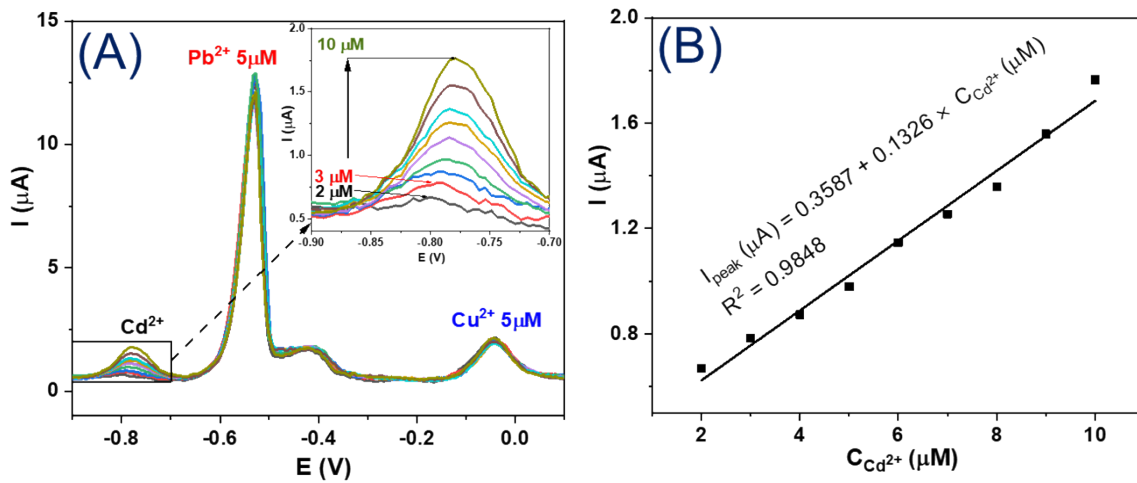 (A)
15
10
5
0
I (μA)
-0.8
-0.6
-0.4
-0.2
0.0
E (V)
Pb²⁺ 5μM
Cd²⁺
Cu²⁺ 5μM
2.0
1.5
1.0
0.5
I (μA)
-0.90
-0.85
-0.80
-0.75
-0.70
E (V)
10 μM
3 μM
2 μM
(B)
2.0
1.6
1.2
0.8
I (μA)
2
4
6
8
10
C_Cd²⁺ (μM)
I_peak (μA) = 0.3587 + 0.1326 × C_Cd²⁺ (μM)
R² = 0.9848